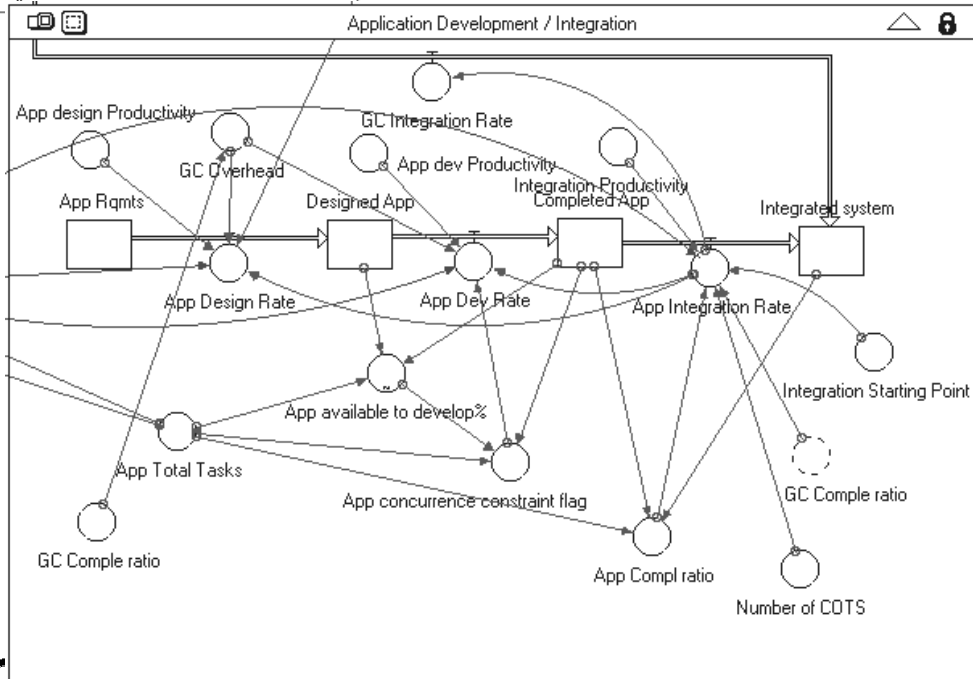 Application Development / Integration
App design Productivity
GC Integration Rate
GC Overhead
App dev Productivity
Integration Productivity
App Rqmts
Designed App
Completed App
Integrated system
App Design Rate
App Dev Rate
App Integration Rate
Integration Starting Point
App available to develop%
App Total Tasks
App concurrence constraint flag
GC Comple ratio
GC Comple ratio
App Compl ratio
Number of COTS